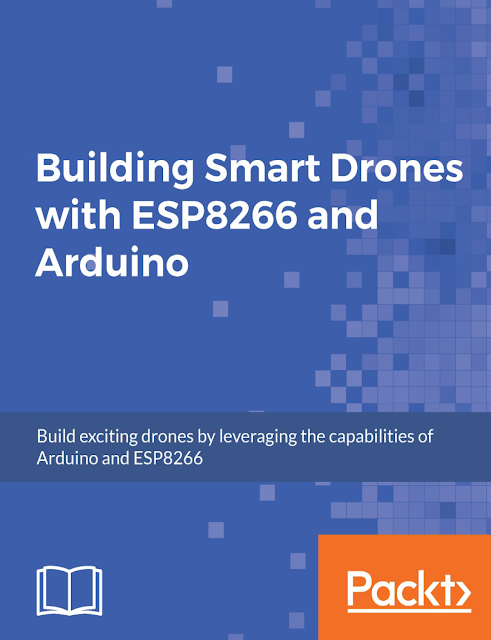 Building Smart Drones
with ESP8266 and
Arduino
Build exciting drones by leveraging the capabilities of
Arduino and ESP8266
Packt>